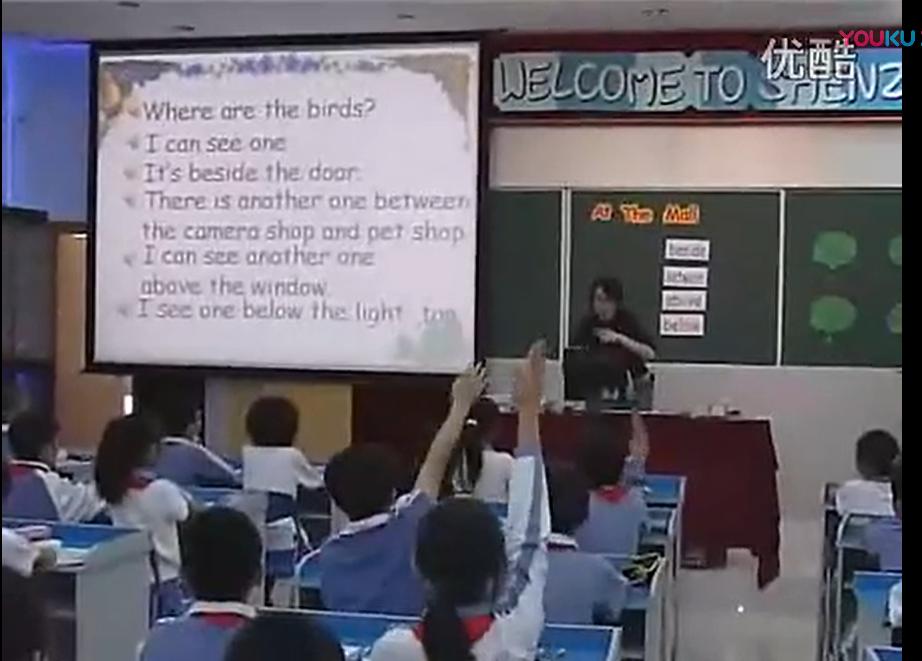 YOUKU
优酷
WELCOME TO SHENZ
Where are the birds?
I can see one
It's beside the door.
There is another one between
the camera shop and pet shop
I can see another one
above the window.
I see one below the light, too
At The Mall
beside
between
above
below